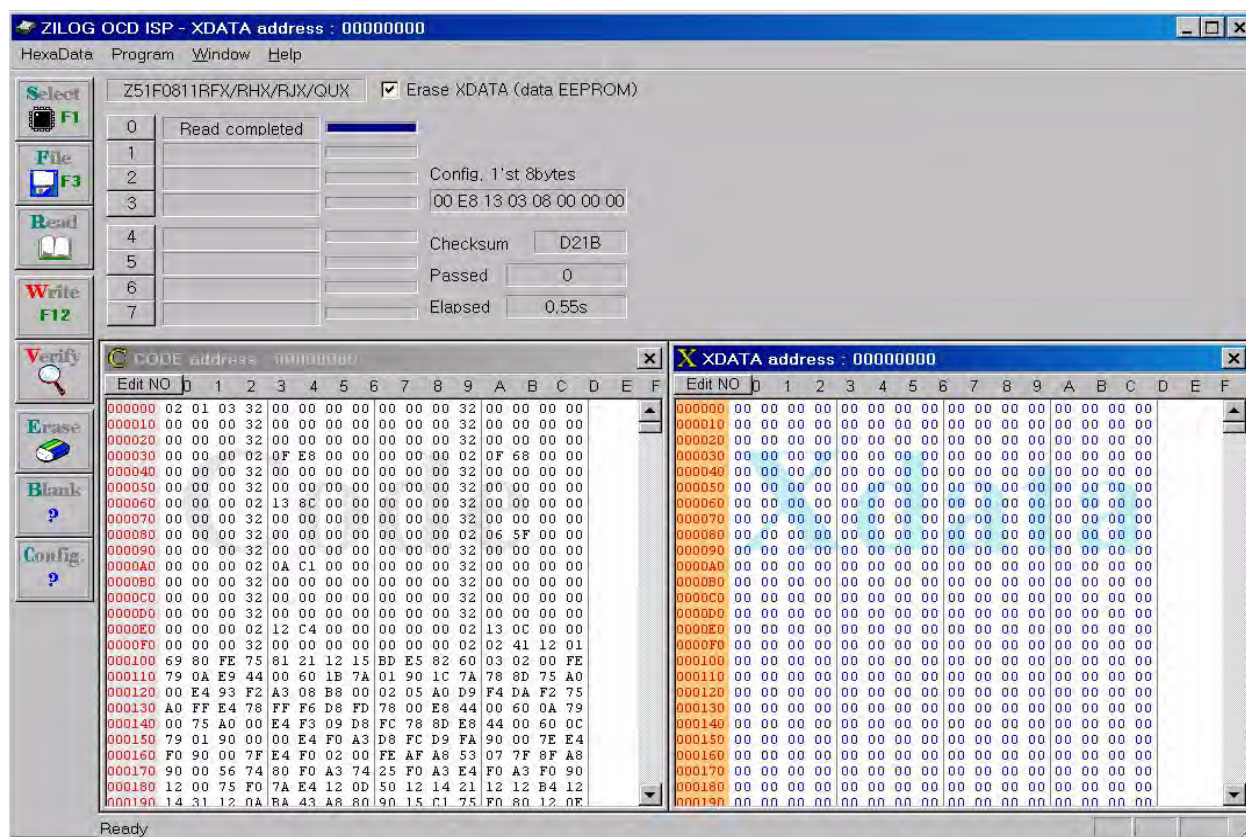 ZILOG OCD ISP - XDATA address : 00000000
HexaData Program Window Help
Select F1
File F3
Read
Write F12
Verify
Erase
Blank ?
Config. ?
Z51F0811RFX/RHX/RJX/QUX Erase XDATA (data EEPROM)
0 Read completed
1
2
3
4
5
6
7
Config, 1'st 8bytes
00 E8 13 03 08 00 00 00
Checksum D21B
Passed 0
Elapsed 0,55s
C CODE address : 00000000
Edit NO 0 1 2 3 4 5 6 7 8 9 A B C D E F
000000 02 01 03 32 00 00 00 00 00 00 00 32 00 00 00 00
000010 00 00 00 32 00 00 00 00 00 00 00 32 00 00 00 00
000020 00 00 00 32 00 00 00 00 00 00 00 32 00 00 00 00
000030 00 00 00 02 0F E8 00 00 00 00 00 02 0F 68 00 00
000040 00 00 00 32 00 00 00 00 00 00 00 32 00 00 00 00
000050 00 00 00 32 00 00 00 00 00 00 00 32 00 00 00 00
000060 00 00 00 02 13 8C 00 00 00 00 00 32 00 00 00 00
000070 00 00 00 32 00 00 00 00 00 00 00 32 00 00 00 00
000080 00 00 00 32 00 00 00 00 00 00 00 02 06 5F 00 00
000090 00 00 00 32 00 00 00 00 00 00 00 32 00 00 00 00
0000A0 00 00 00 02 0A C1 00 00 00 00 00 32 00 00 00 00
0000B0 00 00 00 32 00 00 00 00 00 00 00 32 00 00 00 00
0000C0 00 00 00 32 00 00 00 00 00 00 00 32 00 00 00 00
0000D0 00 00 00 32 00 00 00 00 00 00 00 32 00 00 00 00
0000E0 00 00 00 02 12 C4 00 00 00 00 00 02 13 0C 00 00
0000F0 00 00 00 32 00 00 00 00 00 00 00 02 02 41 12 01
000100 69 80 FE 75 81 21 12 15 BD E5 82 60 03 02 00 FE
000110 79 0A E9 44 00 60 1B 7A 01 90 1C 7A 78 8D 75 A0
000120 00 E4 93 F2 A3 08 B8 00 02 05 A0 D9 F4 DA F2 75
000130 A0 FF E4 78 FF F6 D8 FD 78 00 E8 44 00 60 0A 79
000140 00 75 A0 00 E4 F3 09 D8 FC 78 8D E8 44 00 60 0C
000150 79 01 90 00 00 E4 F0 A3 D8 FC D9 FA 90 00 7E E4
000160 F0 90 00 7F E4 F0 02 00 FE AF A8 53 07 7F 8F A8
000170 90 00 56 74 80 F0 A3 74 25 F0 A3 E4 F0 A3 F0 90
000180 12 00 75 F0 7A E4 12 0D 50 12 14 21 12 12 B4 12
000190 14 31 12 0A BA 43 A8 80 90 15 C1 75 F0 80 12 0E
Code
X XDATA address : 00000000
Edit NO 0 1 2 3 4 5 6 7 8 9 A B C D E F
000000 00 00 00 00 00 00 00 00 00 00 00 00 00 00 00 00
000010 00 00 00 00 00 00 00 00 00 00 00 00 00 00 00 00
000020 00 00 00 00 00 00 00 00 00 00 00 00 00 00 00 00
000030 00 00 00 00 00 00 00 00 00 00 00 00 00 00 00 00
000040 00 00 00 00 00 00 00 00 00 00 00 00 00 00 00 00
000050 00 00 00 00 00 00 00 00 00 00 00 00 00 00 00 00
000060 00 00 00 00 00 00 00 00 00 00 00 00 00 00 00 00
000070 00 00 00 00 00 00 00 00 00 00 00 00 00 00 00 00
000080 00 00 00 00 00 00 00 00 00 00 00 00 00 00 00 00
000090 00 00 00 00 00 00 00 00 00 00 00 00 00 00 00 00
0000A0 00 00 00 00 00 00 00 00 00 00 00 00 00 00 00 00
0000B0 00 00 00 00 00 00 00 00 00 00 00 00 00 00 00 00
0000C0 00 00 00 00 00 00 00 00 00 00 00 00 00 00 00 00
0000D0 00 00 00 00 00 00 00 00 00 00 00 00 00 00 00 00
0000E0 00 00 00 00 00 00 00 00 00 00 00 00 00 00 00 00
0000F0 00 00 00 00 00 00 00 00 00 00 00 00 00 00 00 00
000100 00 00 00 00 00 00 00 00 00 00 00 00 00 00 00 00
000110 00 00 00 00 00 00 00 00 00 00 00 00 00 00 00 00
000120 00 00 00 00 00 00 00 00 00 00 00 00 00 00 00 00
000130 00 00 00 00 00 00 00 00 00 00 00 00 00 00 00 00
000140 00 00 00 00 00 00 00 00 00 00 00 00 00 00 00 00
000150 00 00 00 00 00 00 00 00 00 00 00 00 00 00 00 00
000160 00 00 00 00 00 00 00 00 00 00 00 00 00 00 00 00
000170 00 00 00 00 00 00 00 00 00 00 00 00 00 00 00 00
000180 00 00 00 00 00 00 00 00 00 00 00 00 00 00 00 00
000190 00 00 00 00 00 00 00 00 00 00 00 00 00 00 00 00
Xdata
Ready